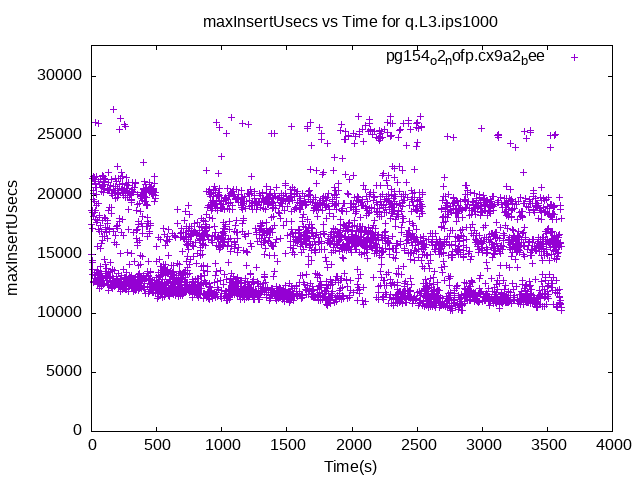 maxInsertUsecs vs Time for q.L3.ips1000
pg154o2nofp.cx9a2bee
maxInsertUsecs
30000
25000
20000
15000
10000
5000
0
0 500 1000 1500 2000 2500 3000 3500 4000
Time(s)